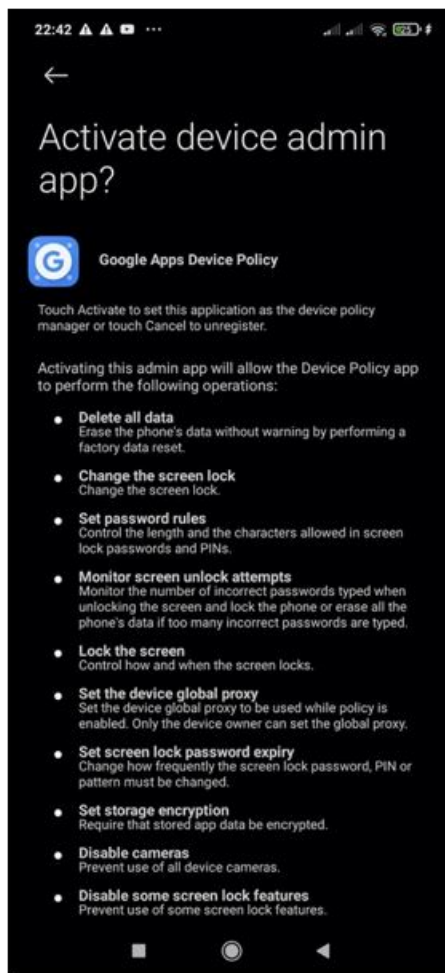 22:42
Activate device admin
app?
G
Google Apps Device Policy
Touch Activate to set this application as the device policy
manager or touch Cancel to unregister.
Activating this admin app will allow the Device Policy app
to perform the following operations:
Delete all data
Erase the phone's data without warning by performing a
factory data reset.
Change the screen lock
Change the screen lock.
Set password rules
Control the length and the characters allowed in screen
lock passwords and PINs.
Monitor screen unlock attempts
Monitor the number of incorrect passwords typed when
unlocking the screen and lock the phone or erase all the
phone's data if too many incorrect passwords are typed.
Lock the screen
Control how and when the screen locks.
Set the device global proxy
Set the device global proxy to be used while policy is
enabled. Only the device owner can set the global proxy.
Set screen lock password expiry
Change how frequently the screen lock password, PIN or
pattern must be changed.
Set storage encryption
Require that stored app data be encrypted.
Disable cameras
Prevent use of all device cameras.
Disable some screen lock features
Prevent use of some screen lock features.